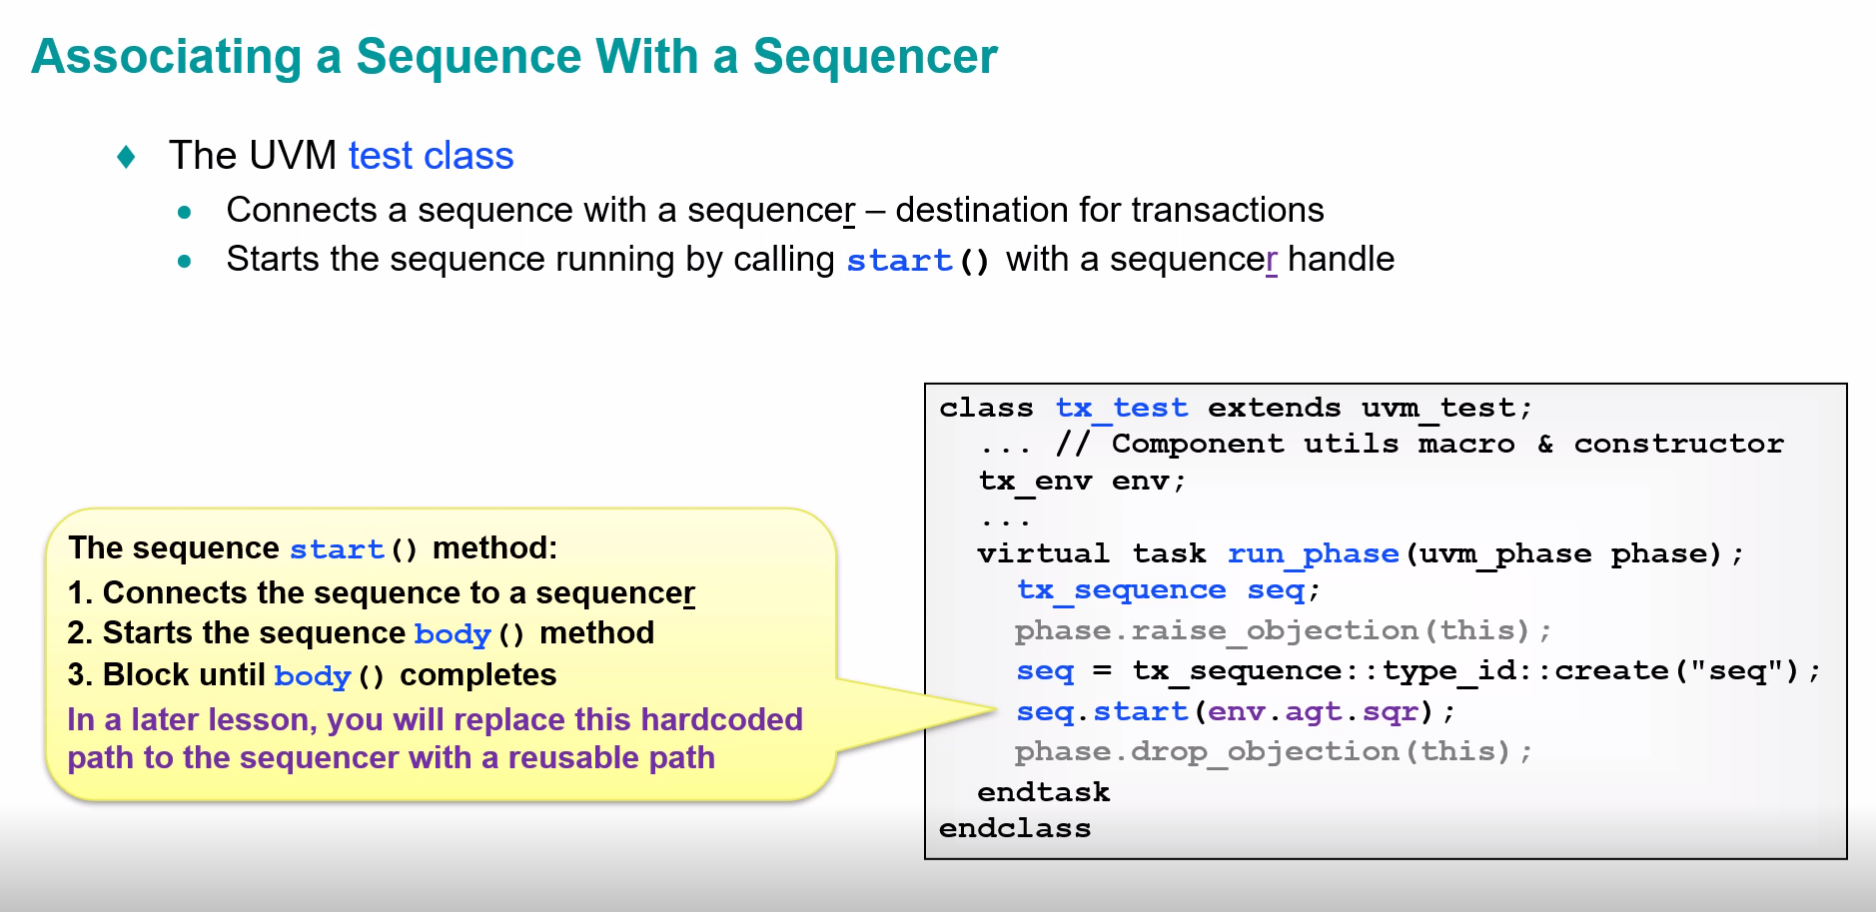 Associating a Sequence With a Sequencer
The UVM test class
Connects a sequence with a sequencer – destination for transactions
Starts the sequence running by calling start() with a sequencer handle
The sequence start() method:
1. Connects the sequence to a sequencer
2. Starts the sequence body() method
3. Block until body() completes
In a later lesson, you will replace this hardcoded
path to the sequencer with a reusable path
class tx_test extends uvm_test;
... // Component utils macro & constructor
tx_env env;
...
virtual task run_phase(uvm_phase phase);
tx_sequence seq;
phase.raise_objection(this);
seq = tx_sequence::type_id::create("seq");
seq.start(env.agt.sqr);
phase.drop_objection(this);
endtask
endclass